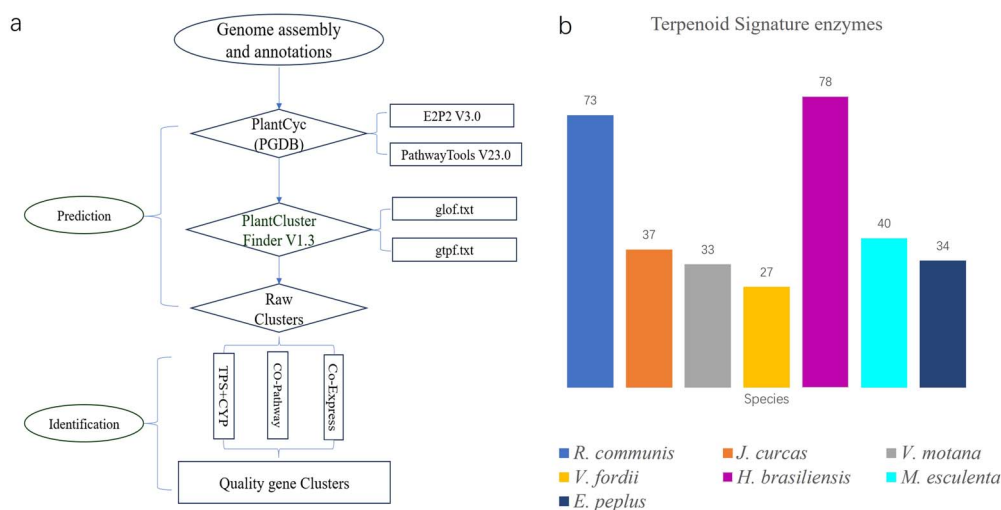 a
Genome assembly
and annotations
PlantCyc
(PGDB)
E2P2 V3.0
PathwayTools V23.0
Prediction
PlantCluster
Finder V1.3
glof.txt
gtpf.txt
Raw
Clusters
TPS+CYP
CO-Pathway
Co-Express
Identification
Quality gene Clusters
b
Terpenoid Signature enzymes
73
37
33
27
78
40
34
Species
R. communis
J. curcas
V. motana
V. fordii
H. brasiliensis
M. esculenta
E. peplus